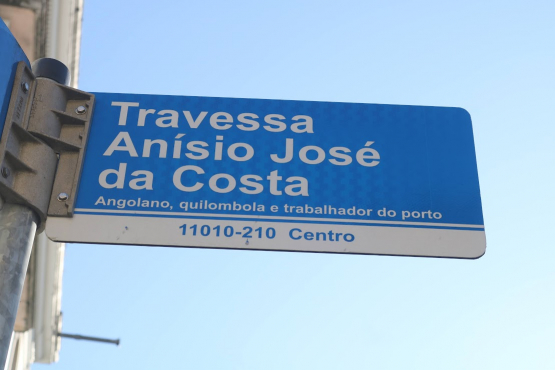 Travessa
Anísio José
da Costa
Angolano, quilombola e trabalhador do porto
11010-210 Centro